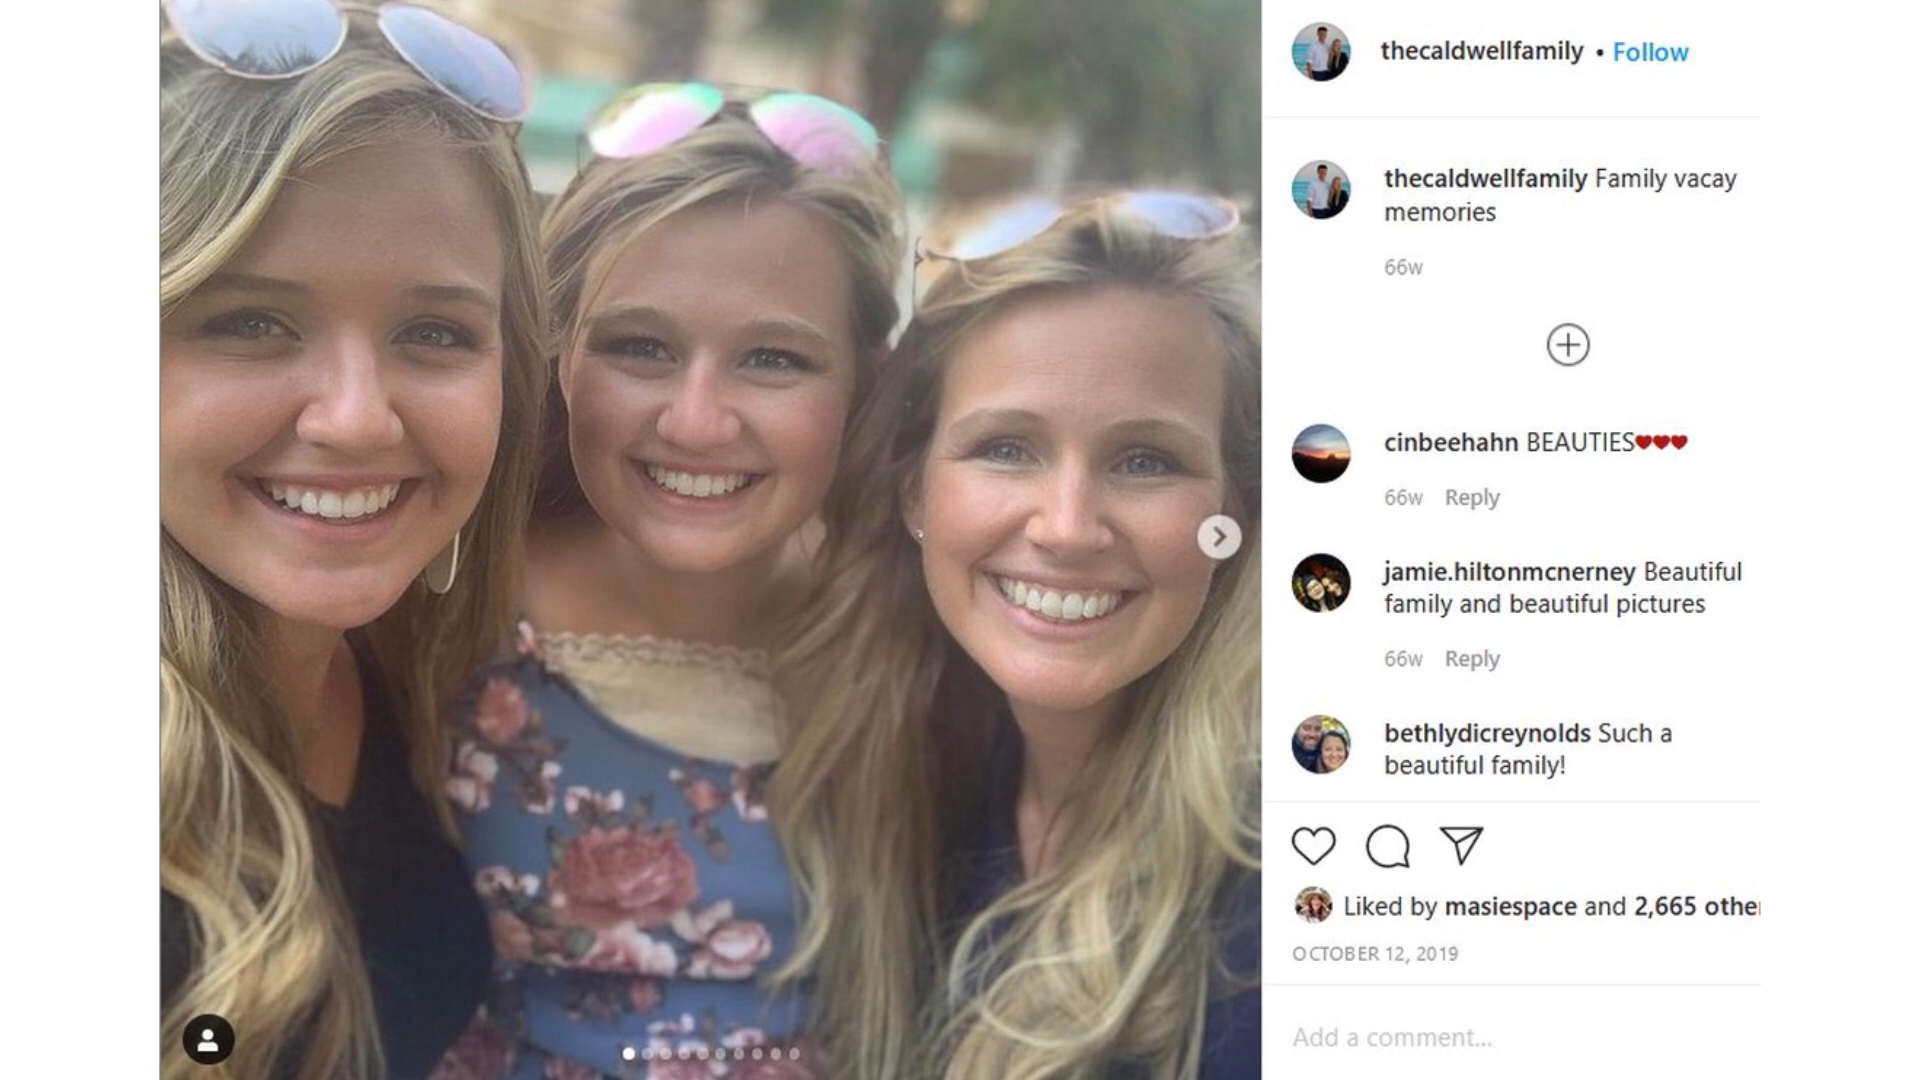 thecaldwellfamily • Follow
thecaldwellfamily Family vacay
memories
66w
cinbeehahn BEAUTIES♥♥♥
66w Reply
jamie.hiltonmcnerney Beautiful
family and beautiful pictures
66w Reply
bethlydicreynolds Such a
beautiful family!
Liked by masiespace and 2,665 other
OCTOBER 12, 2019
Add a comment...